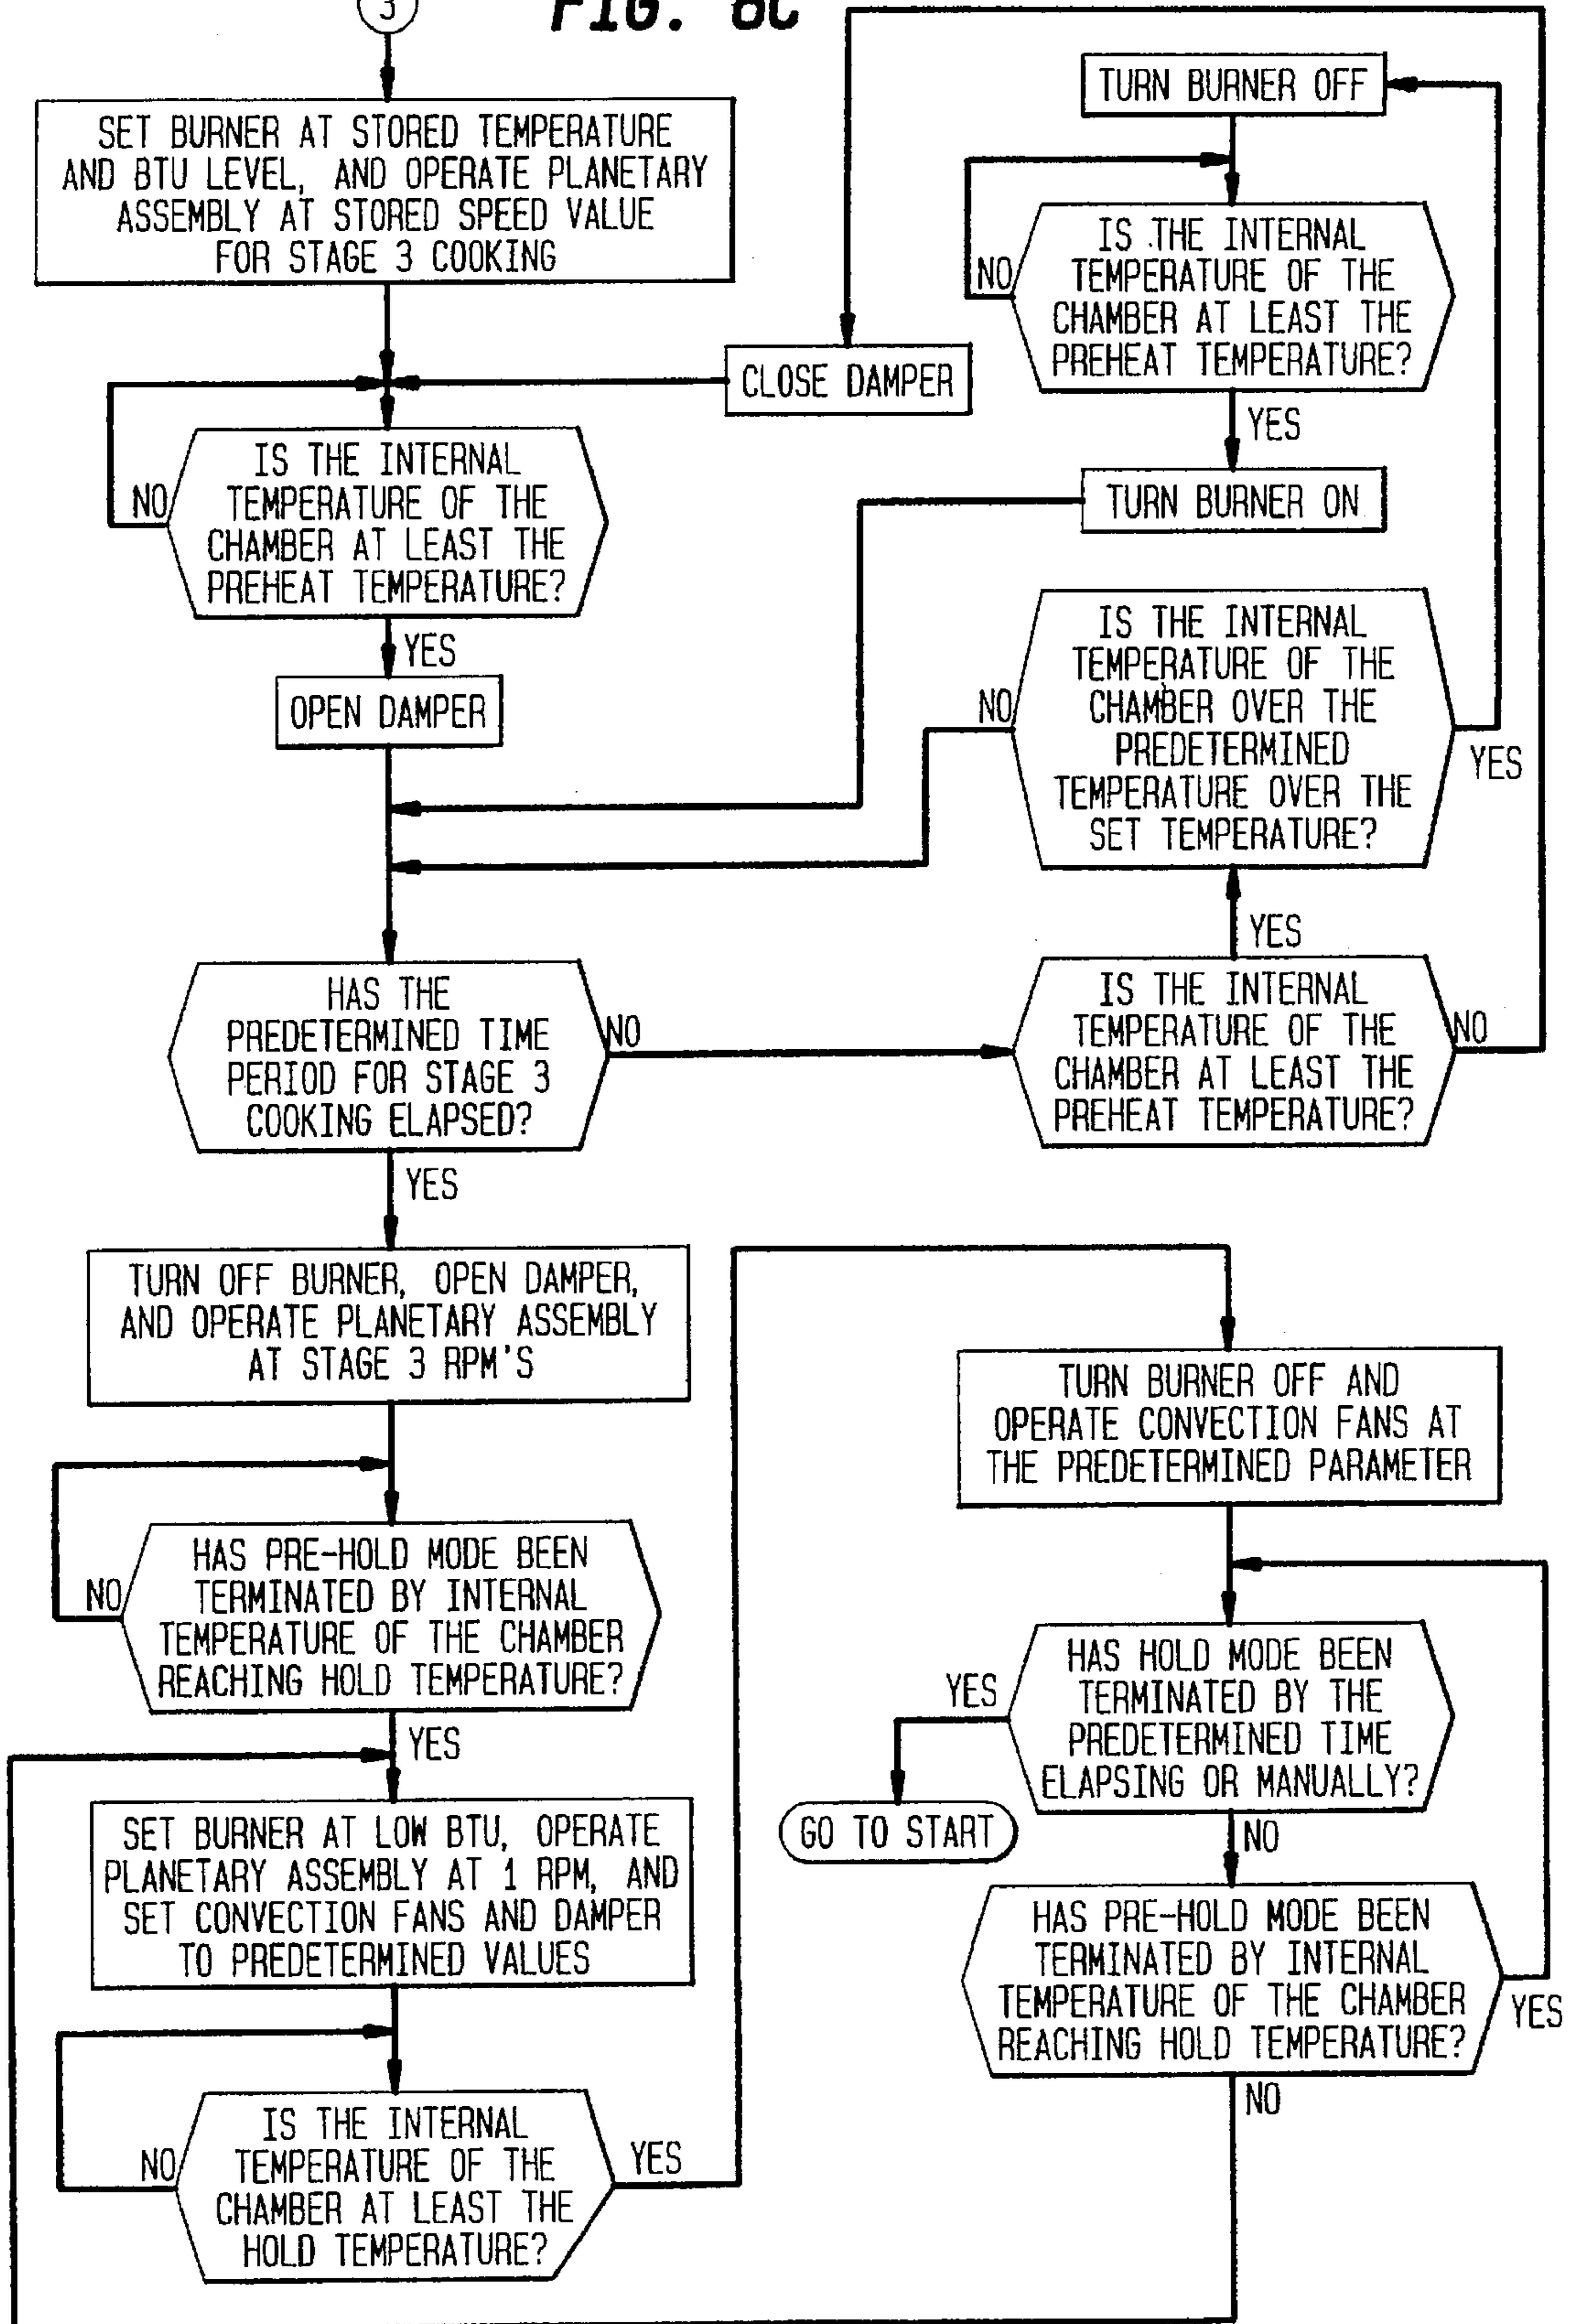 3
FIG. 6C
SET BURNER AT STORED TEMPERATURE
AND BTU LEVEL, AND OPERATE PLANETARY
ASSEMBLY AT STORED SPEED VALUE
FOR STAGE 3 COOKING
CLOSE DAMPER
IS THE INTERNAL
TEMPERATURE OF THE
CHAMBER AT LEAST THE
PREHEAT TEMPERATURE?
NO
YES
OPEN DAMPER
TURN BURNER OFF
IS THE INTERNAL
TEMPERATURE OF THE
CHAMBER AT LEAST THE
PREHEAT TEMPERATURE?
NO
YES
TURN BURNER ON
IS THE INTERNAL
TEMPERATURE OF THE
CHAMBER OVER THE
PREDETERMINED
TEMPERATURE OVER THE
SET TEMPERATURE?
NO
YES
YES
HAS THE
PREDETERMINED TIME
PERIOD FOR STAGE 3
COOKING ELAPSED?
NO
IS THE INTERNAL
TEMPERATURE OF THE
CHAMBER AT LEAST THE
PREHEAT TEMPERATURE?
NO
YES
TURN OFF BURNER, OPEN DAMPER,
AND OPERATE PLANETARY ASSEMBLY
AT STAGE 3 RPM'S
HAS PRE-HOLD MODE BEEN
TERMINATED BY INTERNAL
TEMPERATURE OF THE CHAMBER
REACHING HOLD TEMPERATURE?
NO
YES
SET BURNER AT LOW BTU, OPERATE
PLANETARY ASSEMBLY AT 1 RPM, AND
SET CONVECTION FANS AND DAMPER
TO PREDETERMINED VALUES
IS THE INTERNAL
TEMPERATURE OF THE
CHAMBER AT LEAST THE
HOLD TEMPERATURE?
NO
YES
TURN BURNER OFF AND
OPERATE CONVECTION FANS AT
THE PREDETERMINED PARAMETER
HAS HOLD MODE BEEN
TERMINATED BY THE
PREDETERMINED TIME
ELAPSING OR MANUALLY?
YES
GO TO START
NO
HAS PRE-HOLD MODE BEEN
TERMINATED BY INTERNAL
TEMPERATURE OF THE CHAMBER
REACHING HOLD TEMPERATURE?
YES
NO